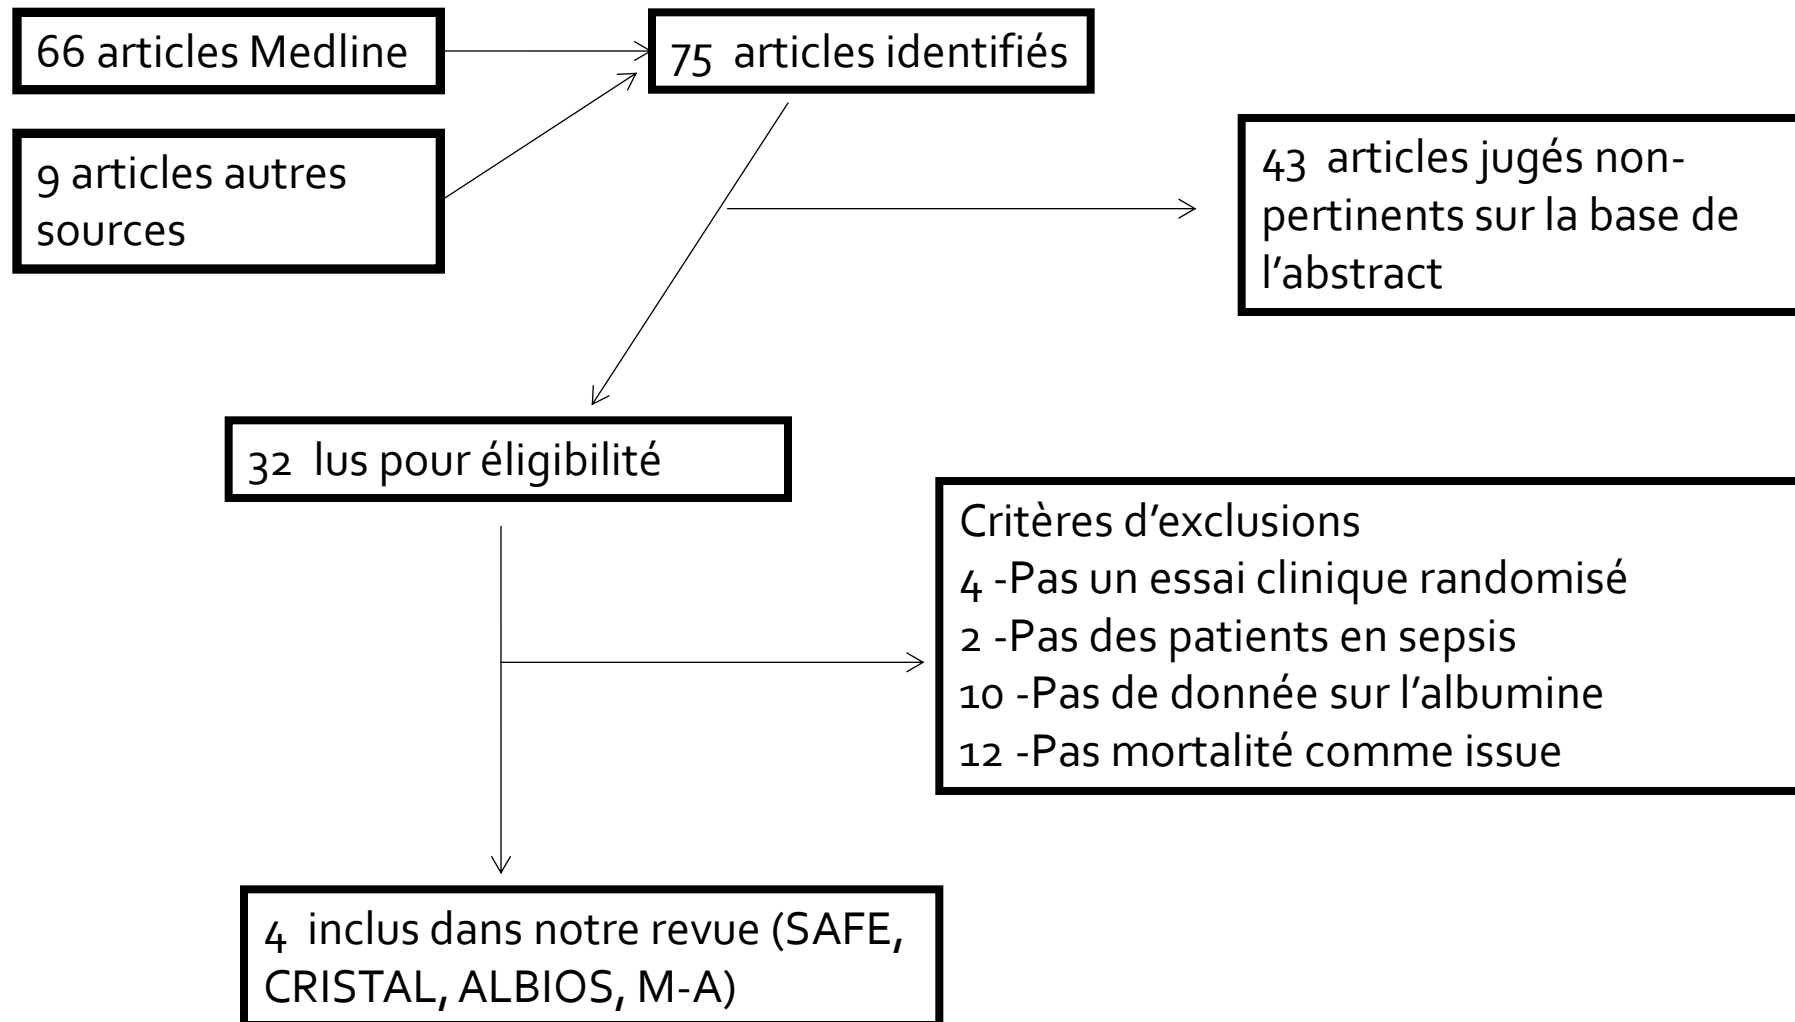 66 articles Medline
75 articles identifiés
9 articles autres
sources
43 articles jugés non-
pertinents sur la base de
l’abstract
32 lus pour éligibilité
Critères d’exclusions
4 -Pas un essai clinique randomisé
2 -Pas des patients en sepsis
10 -Pas de donnée sur l’albumine
12 -Pas mortalité comme issue
4 inclus dans notre revue (SAFE,
CRISTAL, ALBIOS, M-A)